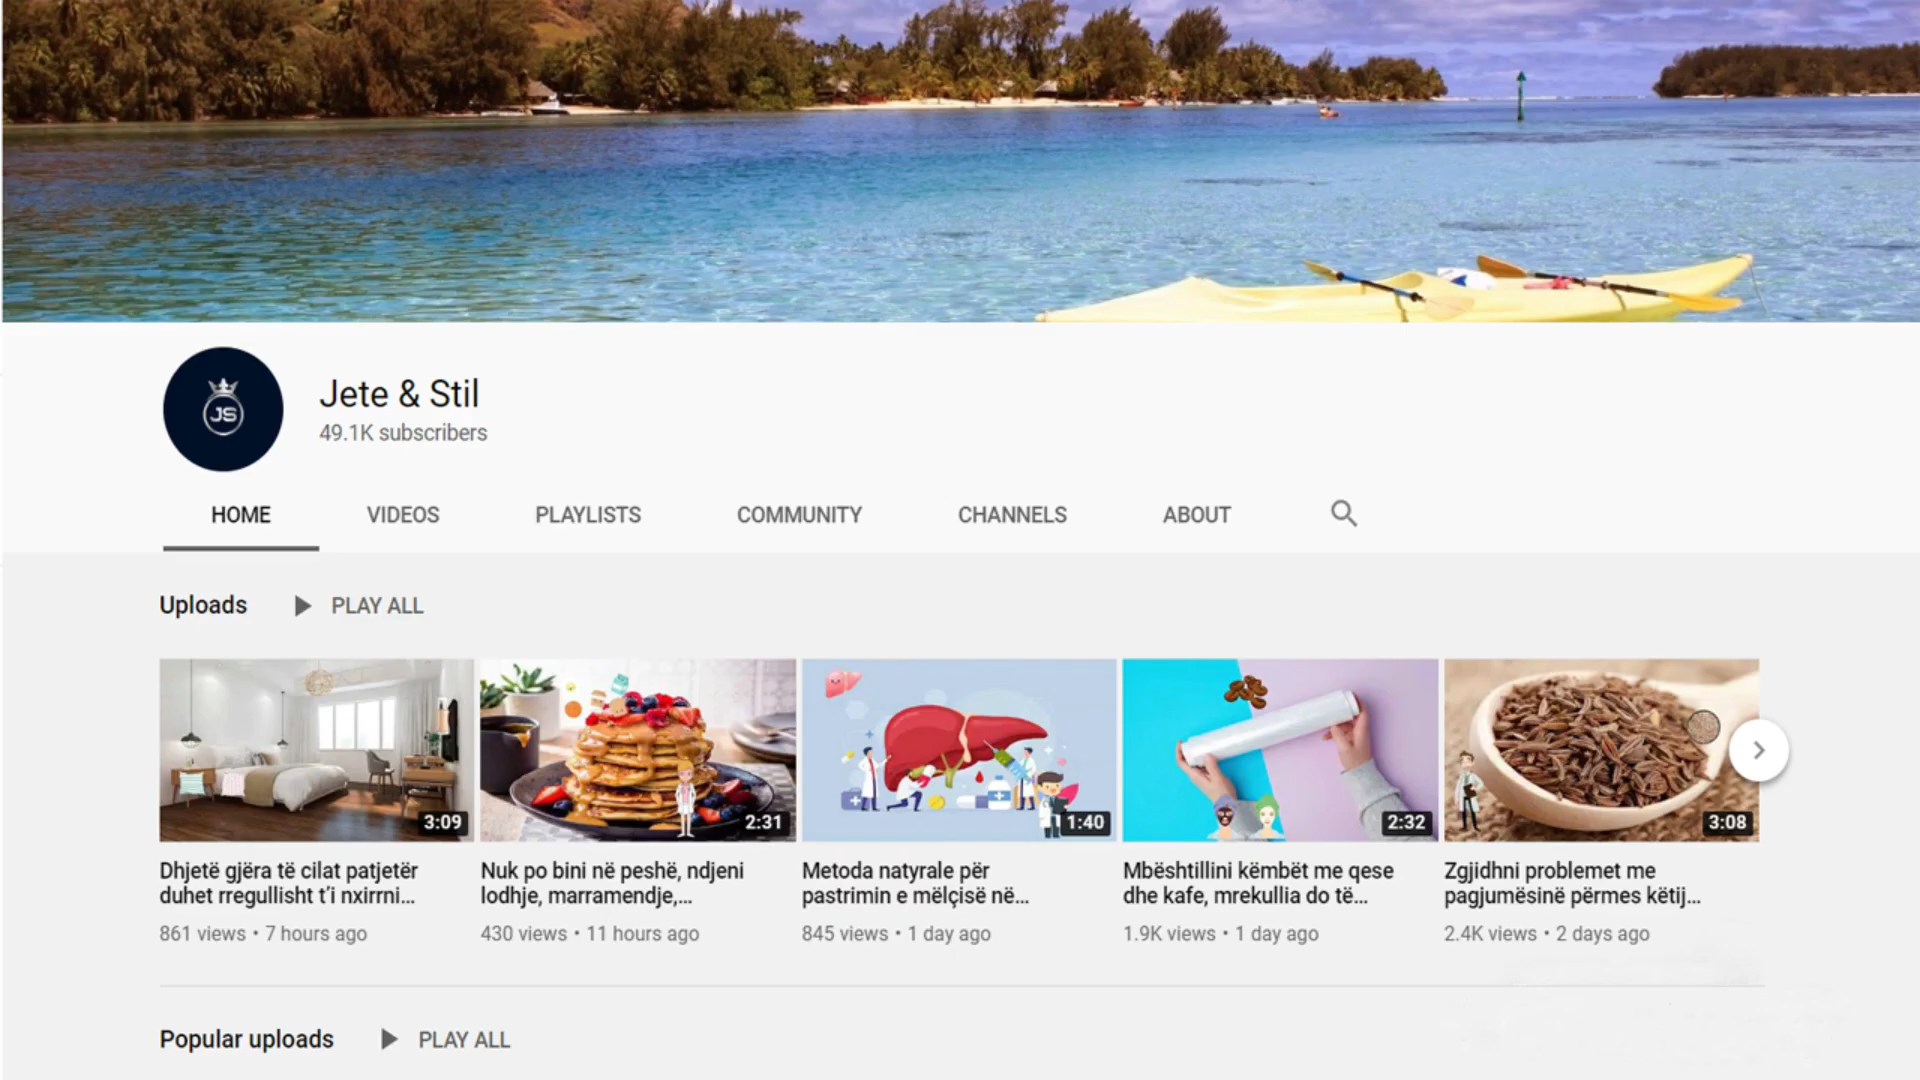 JS
Jete & Stil
49.1K subscribers
HOME VIDEOS PLAYLISTS COMMUNITY CHANNELS ABOUT
Uploads PLAY ALL
3:09 2:31 1:40 2:32 3:08
Dhjetë gjëra të cilat patjetër
duhet rregullisht t'i nxirrni...
861 views • 7 hours ago
Nuk po bini në peshë, ndjeni
lodhje, marramendje,...
430 views • 11 hours ago
Metoda natyrale për
pastrimin e mëlçisë në...
845 views • 1 day ago
Mbështillini këmbët me qese
dhe kafe, mrekullia do të...
1.9K views • 1 day ago
Zgjidhni problemet me
pagjumësinë përmes këtij...
2.4K views • 2 days ago
Popular uploads PLAY ALL